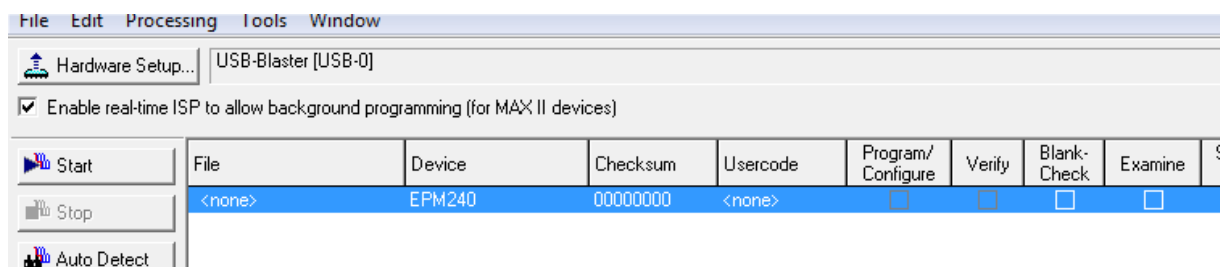 File Edit Processing Tools Window
Hardware Setup... USB-Blaster [USB-0]
Enable real-time ISP to allow background programming (for MAX II devices)
Start
Stop
Auto Detect
File Device Checksum Usercode Program/ Configure Verify Blank- Check Examine
<none> EPM240 00000000 <none>